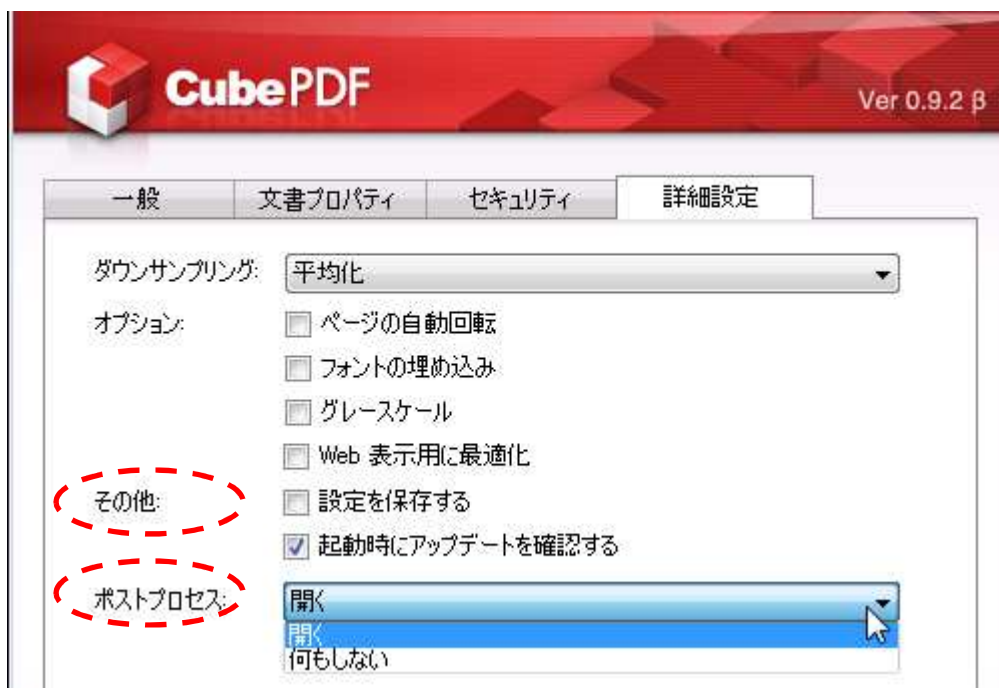 CubePDF
Ver 0.9.2 β
一般 文書プロパティ セキュリティ 詳細設定
ダウンサンプリング: 平均化
オプション: ページの自動回転
フォントの埋め込み
グレースケール
Web 表示用に最適化
その他: 設定を保存する
起動時にアップデートを確認する
ポストプロセス: 開く
開く
何もしない